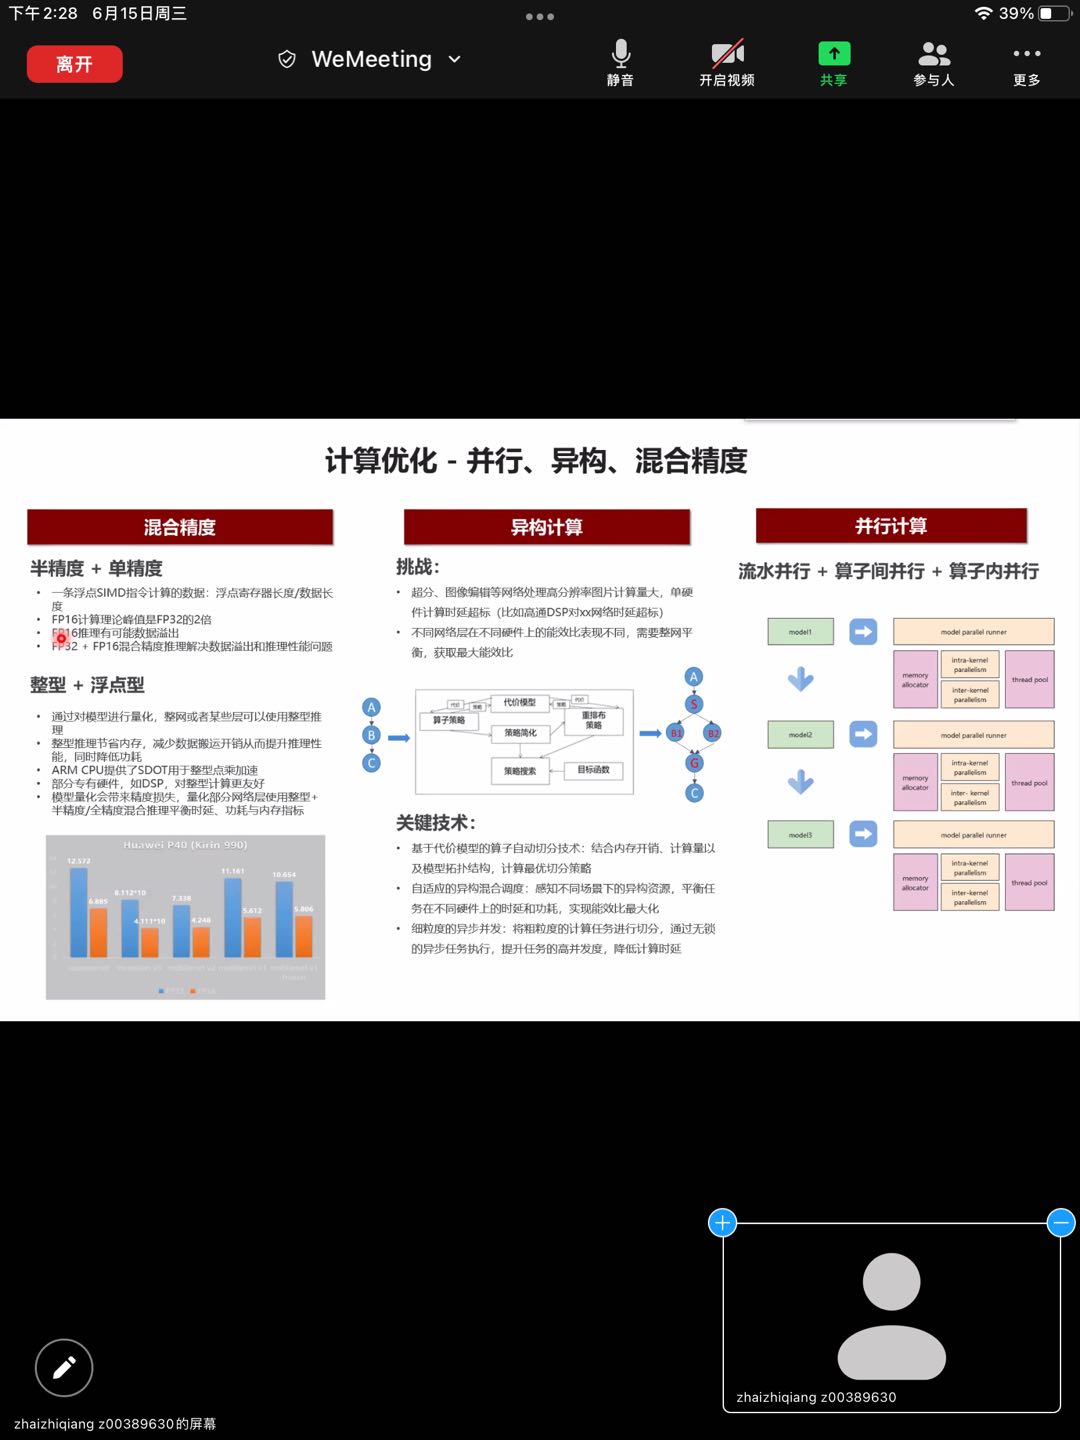 下午2:28 6月15日周三
39%
离开
WeMeeting
静音
开启视频
共享
参与人
更多
计算优化 - 并行、异构、混合精度
混合精度
半精度 + 单精度
• 一条浮点SIMD指令计算的数据：浮点寄存器长度/数据长
度
• FP16计算理论峰值是FP32的2倍
• FP16推理有可能数据溢出
• FP32 + FP16混合精度推理解决数据溢出和推理性能问题
整型 + 浮点型
• 通过对模型进行量化，整网或者某些层可以使用整型推
理
• 整型推理节省内存，减少数据搬运开销从而提升推理性
能，同时降低功耗
• ARM CPU提供了SDOT用于整型点乘加速
• 部分专有硬件，如DSP，对整型计算更友好
• 模型量化会带来精度损失，量化部分网络层使用整型+
半精度/全精度混合推理平衡时延、功耗与内存指标
Huawei P40 (Kirin 990)
12.572
6.885
8.112*10
4.111*10
7.338
4.248
11.161
5.612
10.654
5.806
异构计算
挑战：
• 超分、图像编辑等网络处理高分辨率图片计算量大，单硬
件计算时延超标（比如高通DSP对xx网络时延超标）
• 不同网络层在不同硬件上的能效比表现不同，需要整网平
衡，获取最大能效比
A
B
C
代价
策略
代价模型
策略
代价
算子策略
重排布
策略
策略简化
策略搜索
目标函数
A
S
B1
B2
G
C
关键技术：
• 基于代价模型的算子自动切分技术：结合内存开销、计算量以
及模型拓扑结构，计算最优切分策略
• 自适应的异构混合调度：感知不同场景下的异构资源，平衡任
务在不同硬件上的时延和功耗，实现能效比最大化
• 细粒度的异步并发：将粗粒度的计算任务进行切分，通过无锁
的异步任务执行，提升任务的高并发度，降低计算时延
并行计算
流水并行 + 算子间并行 + 算子内并行
model1
model parallel runner
memory
allocator
intra-kernel
parallelism
inter-kernel
parallelism
thread pool
model2
model parallel runner
memory
allocator
intra-kernel
parallelism
inter- kernel
parallelism
thread pool
model3
model parallel runner
memory
allocator
intra-kernel
parallelism
inter-kernel
parallelism
thread pool
zhaizhiqiang z00389630
zhaizhiqiang z00389630的屏幕